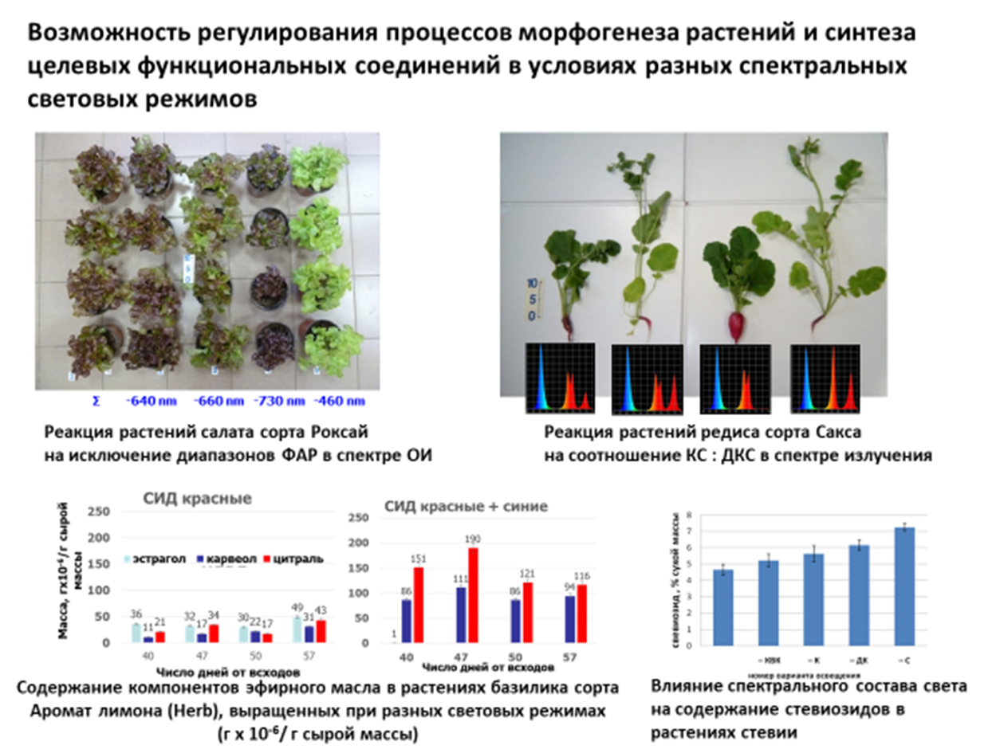 Возможность регулирования процессов морфогенеза растений и синтеза
целевых функциональных соединений в условиях разных спектральных
световых режимов
10
5
0
Σ -640 nm -660 nm -730 nm -460 nm
Реакция растений салата сорта Роксай
на исключение диапазонов ФАР в спектре ОИ
Реакция растений редиса сорта Сакса
на соотношение КС : ДКС в спектре излучения
СИД красные
Масса, гх10⁻⁶/г сырой
массы
250
200
150
100
50
0
эстрагол карвеол цитраль
36 11 21 32 17 34 30 22 17 49 31 43
40 47 50 57
Число дней от всходов
СИД красные + синие
250
200
150
100
50
0
1 86 151 111 190 86 121 94 116
40 47 50 57
Число дней от всходов
Содержание компонентов эфирного масла в растениях базилика сорта
Аромат лимона (Herb), выращенных при разных световых режимах
(г х 10⁻⁶/ г сырой массы)
стевиозид , % сухой массы
8
7
6
5
4
3
2
1
0
– КВК – К – ДК – С
номер варианта освещения
Влияние спектрального состава света
на содержание стевиозидов в
растениях стевии